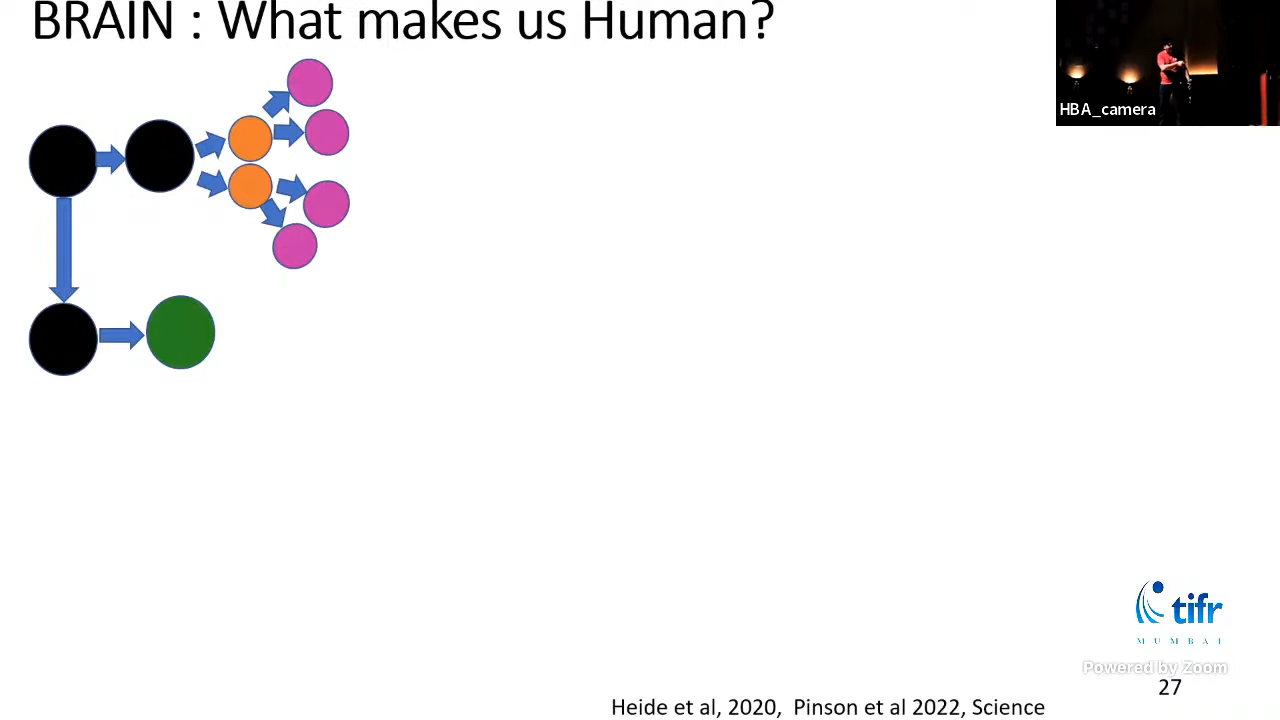 BRAIN : What makes us Human?
HBA_camera
tifr
MUMBAI
Powered by Zoom
27
Heide et al, 2020, Pinson et al 2022, Science